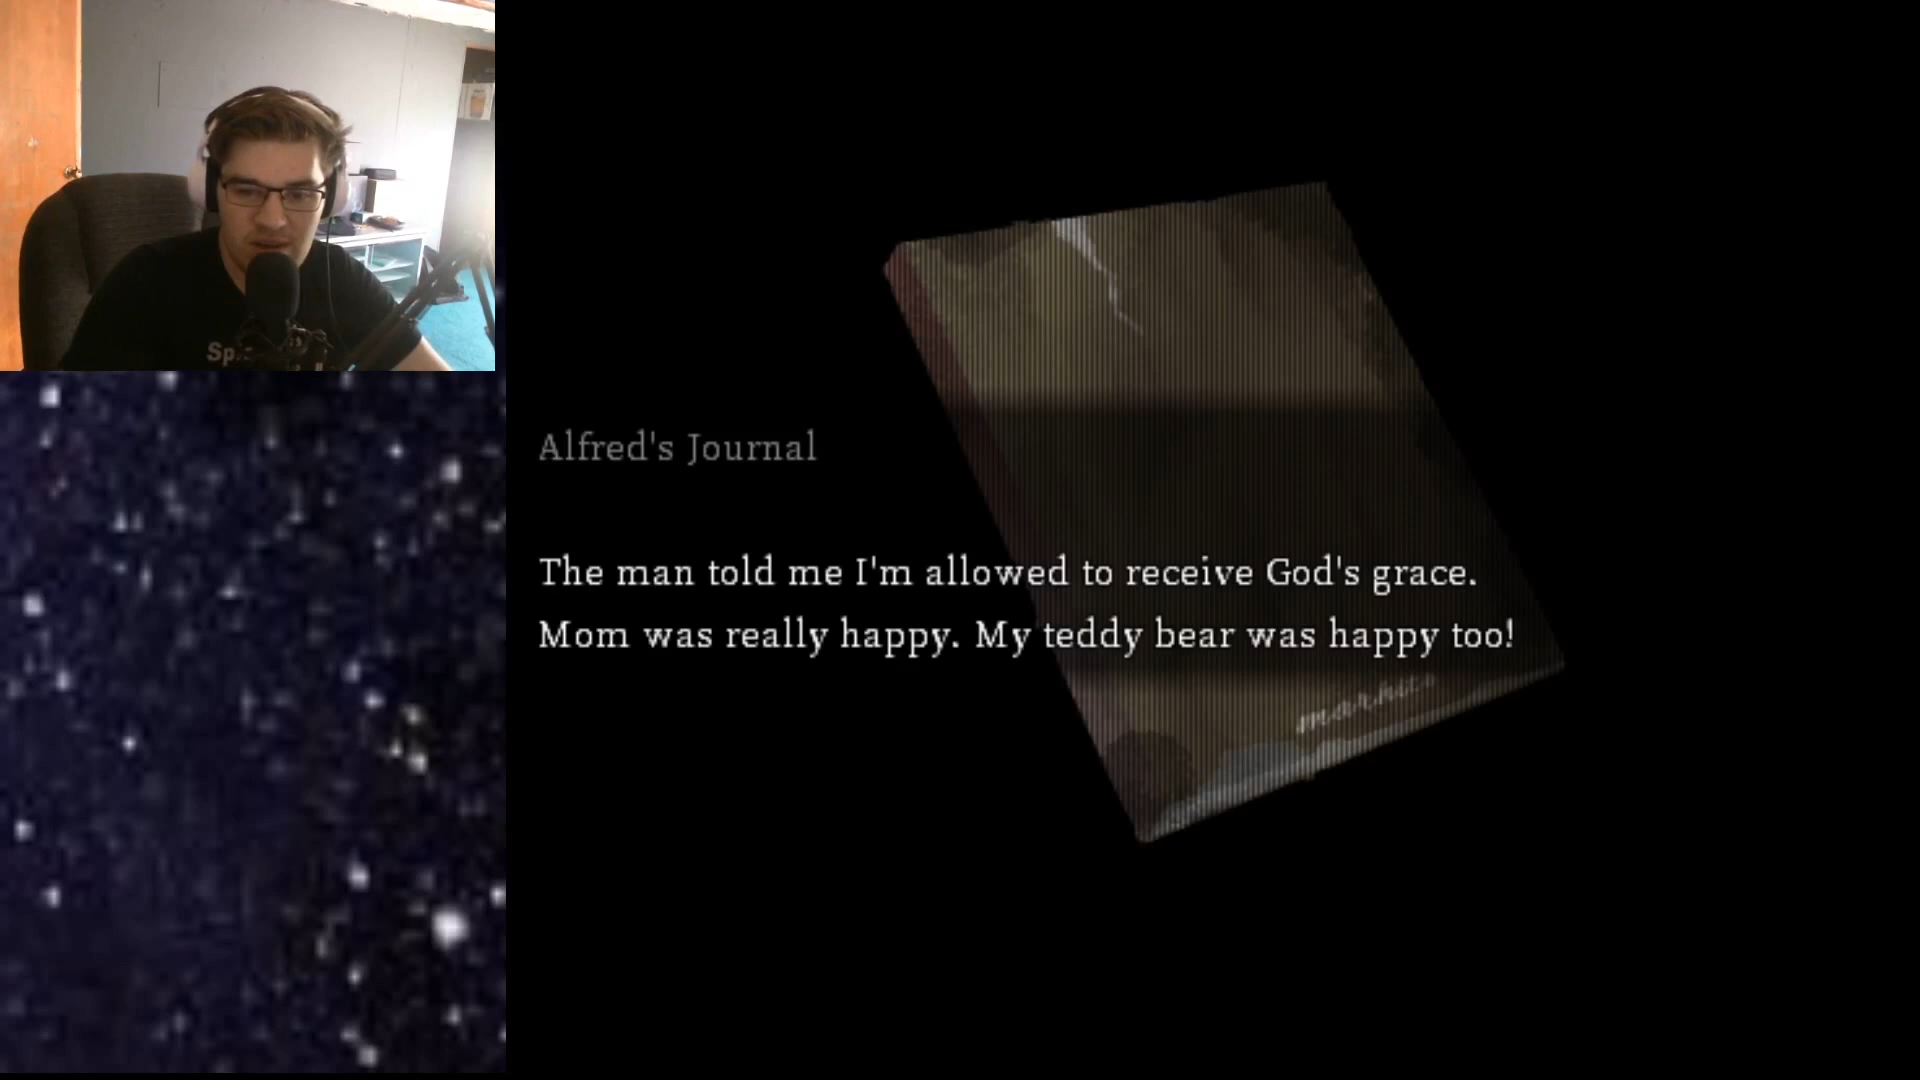 Alfred's Journal
The man told me I'm allowed to receive God's grace.
Mom was really happy. My teddy bear was happy too!